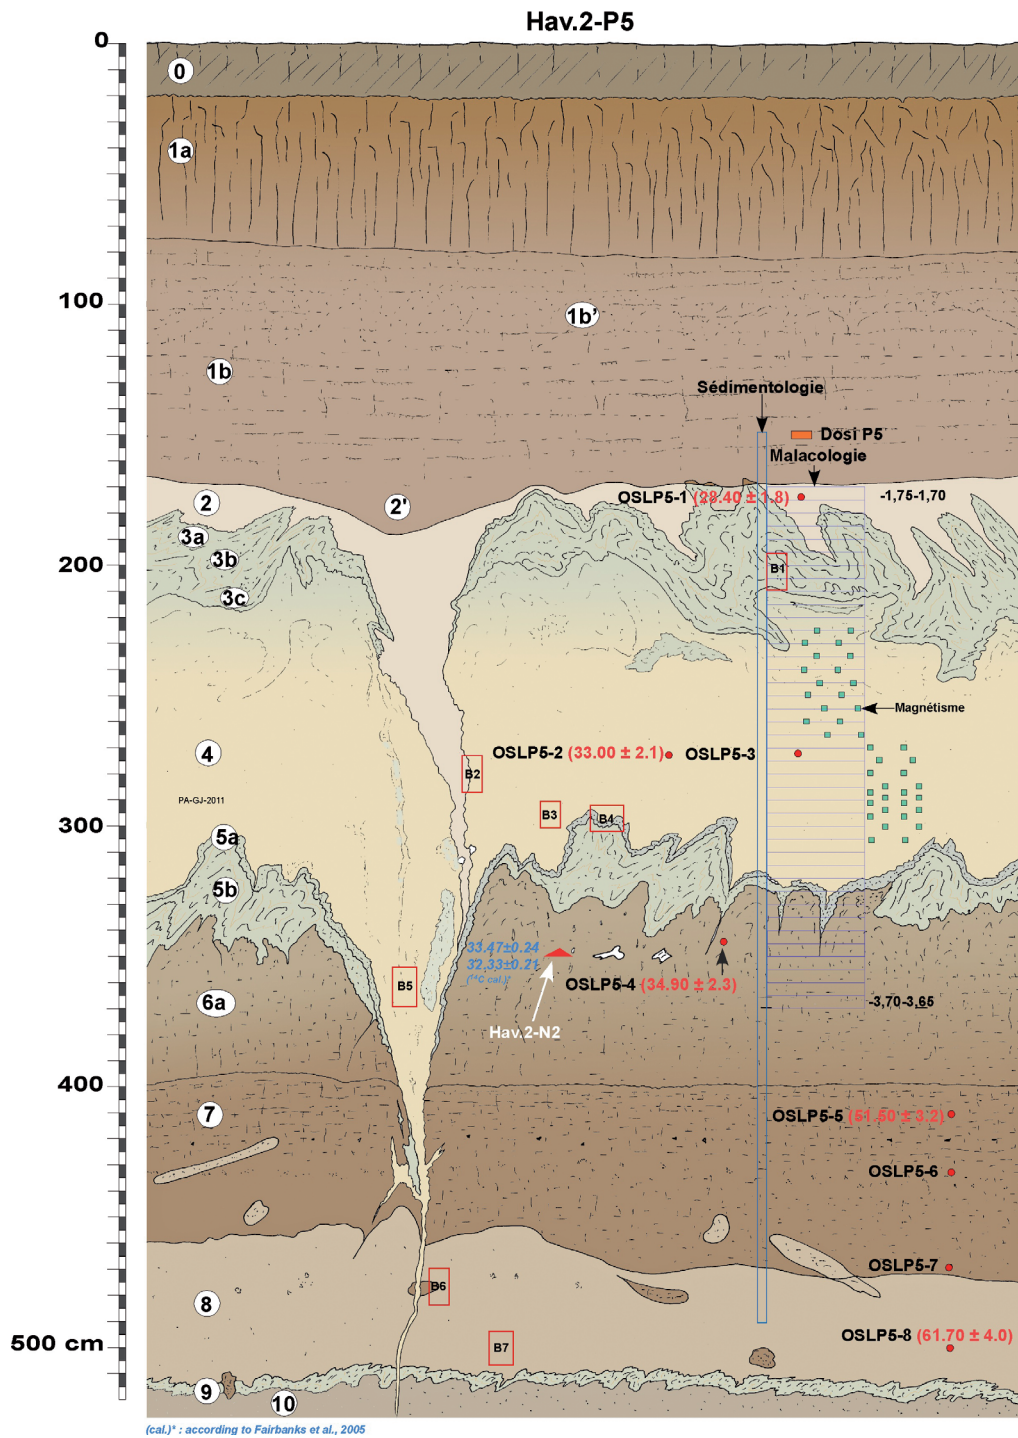 Hav.2-P5
0
0
1a
100
1b'
1b
Sédimentologie
Dosi P5
Malacologie
2
2'
OSLP5-1 (28.40 ± 1.8)
-1,75-1,70
3a
3b
200
B1
3c
Magnétisme
4
OSLP5-2 (33.00 ± 2.1)
OSLP5-3
B2
PA-GJ-2011
B3
B4
300
5a
5b
33.47±0.24
32.33±0.21
(¹⁴C cal.)*
B5
OSLP5-4 (34.90 ± 2.3)
6a
-3,70-3,65
Hav.2-N2
400
7
OSLP5-5 (51.50 ± 3.2)
OSLP5-6
OSLP5-7
B6
8
OSLP5-8 (61.70 ± 4.0)
500 cm
B7
9
10
(cal.)* : according to Fairbanks et al., 2005